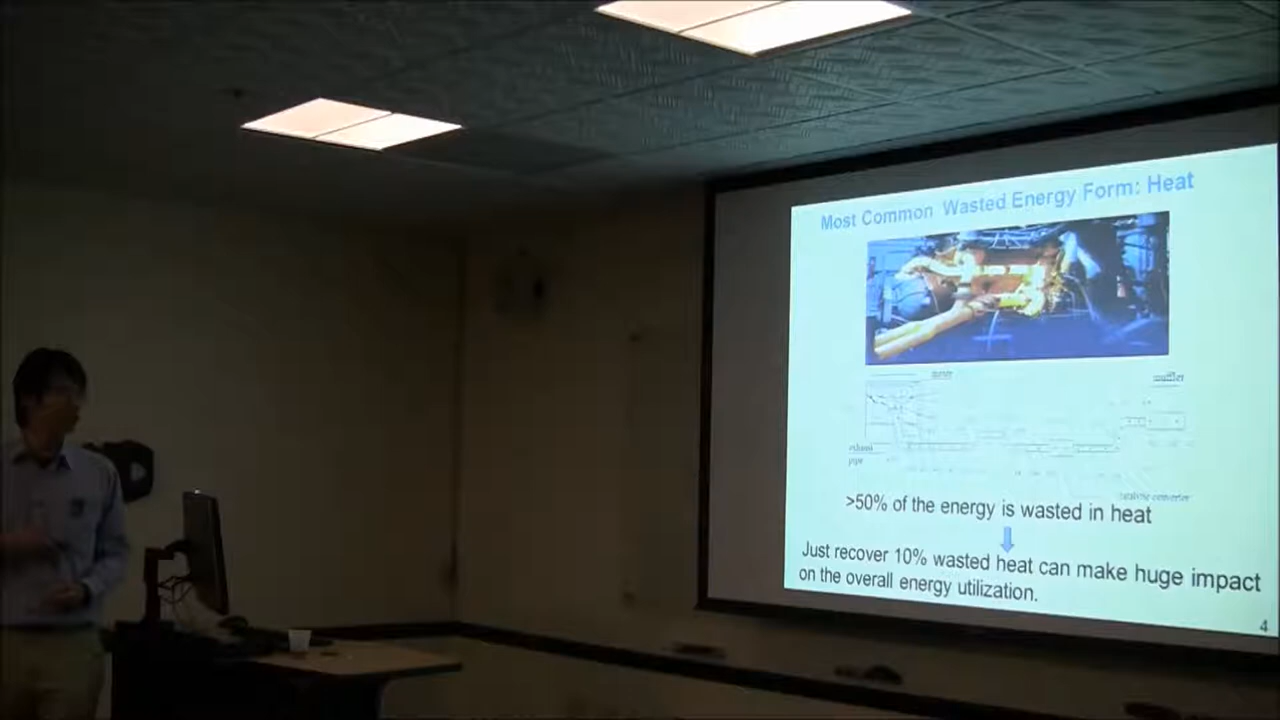 Most Common Wasted Energy Form: Heat
exhaust
pipe
catalytic converter
>50% of the energy is wasted in heat
Just recover 10% wasted heat can make huge impact
on the overall energy utilization.
4